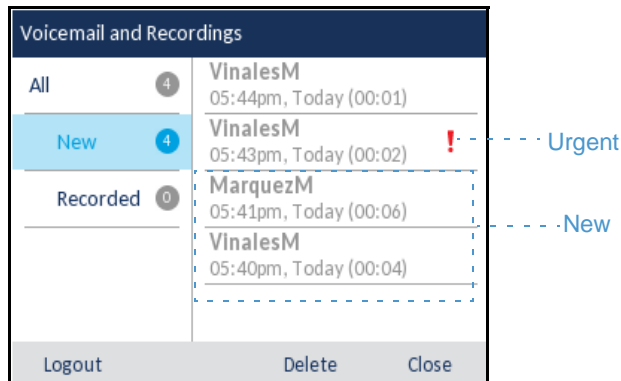 Voicemail and Recordings
All 4
New 4
Recorded 0
VinalesM
05:44pm, Today (00:01)
VinalesM
05:43pm, Today (00:02) !
MarquezM
05:41pm, Today (00:06)
VinalesM
05:40pm, Today (00:04)
Urgent
New
Logout Delete Close